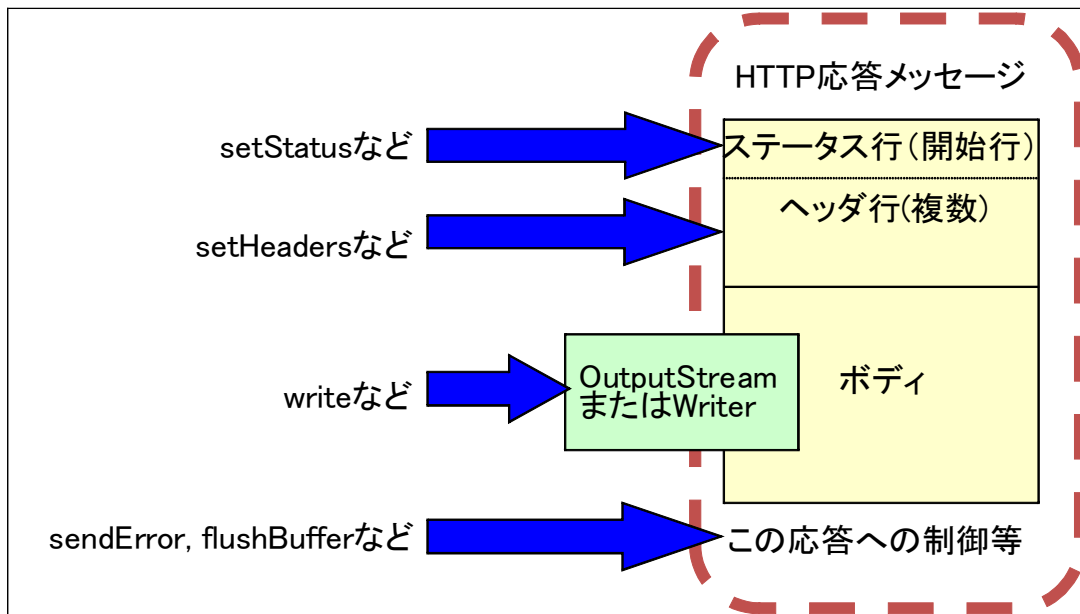 HTTP応答メッセージ
setStatusなど
ステータス行(開始行)
ヘッダ行(複数)
setHeadersなど
writeなど
OutputStream
またはWriter
ボディ
sendError, flushBufferなど
この応答への制御等